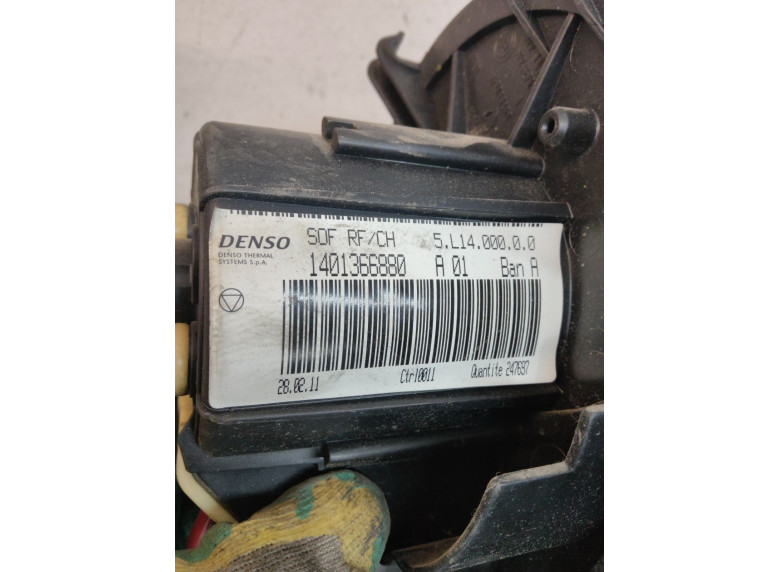 DENSO SOF RF/CH 5.L14.000.0.0
DENSO THERMAL
SYSTEMS S.p.A.
1401366880 A 01 Ban A
28.02.11 Ctrl0011 Quantite 247697